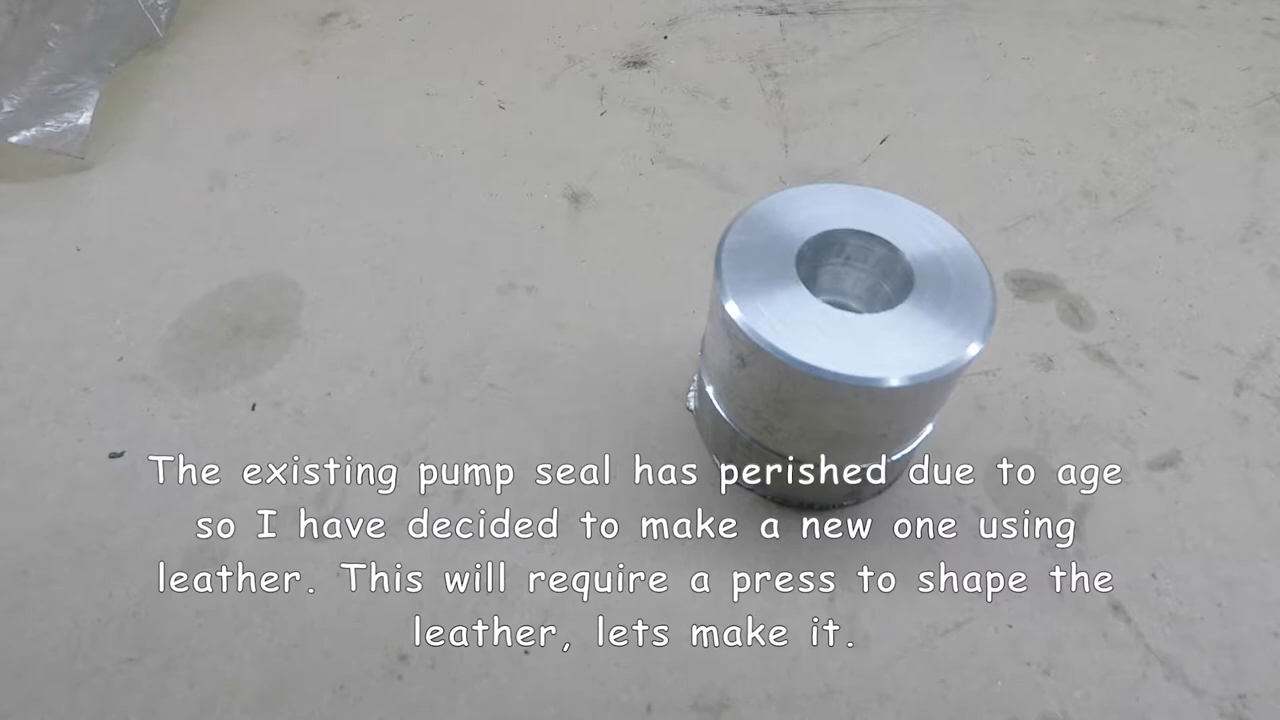 The existing pump seal has perished due to age
so I have decided to make a new one using
leather. This will require a press to shape the
leather, lets make it.